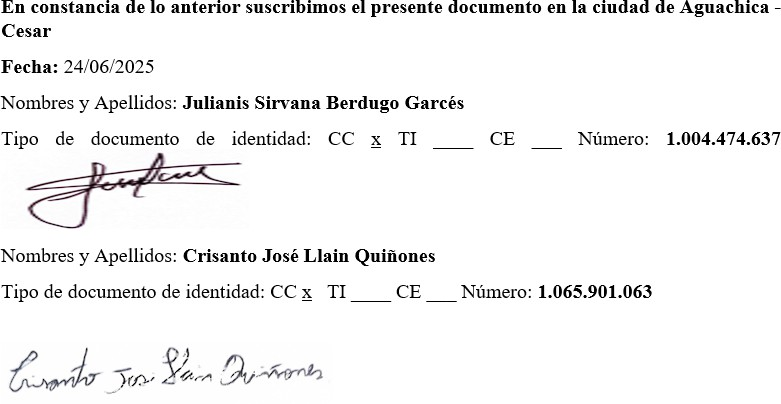 En constancia de lo anterior suscribimos el presente documento en la ciudad de Aguachica -
Cesar
Fecha: 24/06/2025
Nombres y Apellidos: Julianis Sirvana Berdugo Garcés
Tipo de documento de identidad: CC x TI ____ CE ___ Número: 1.004.474.637
Nombres y Apellidos: Crisanto José Llain Quiñones
Tipo de documento de identidad: CC x TI ____ CE ___ Número: 1.065.901.063
Crisanto Jose Llain Quiñones